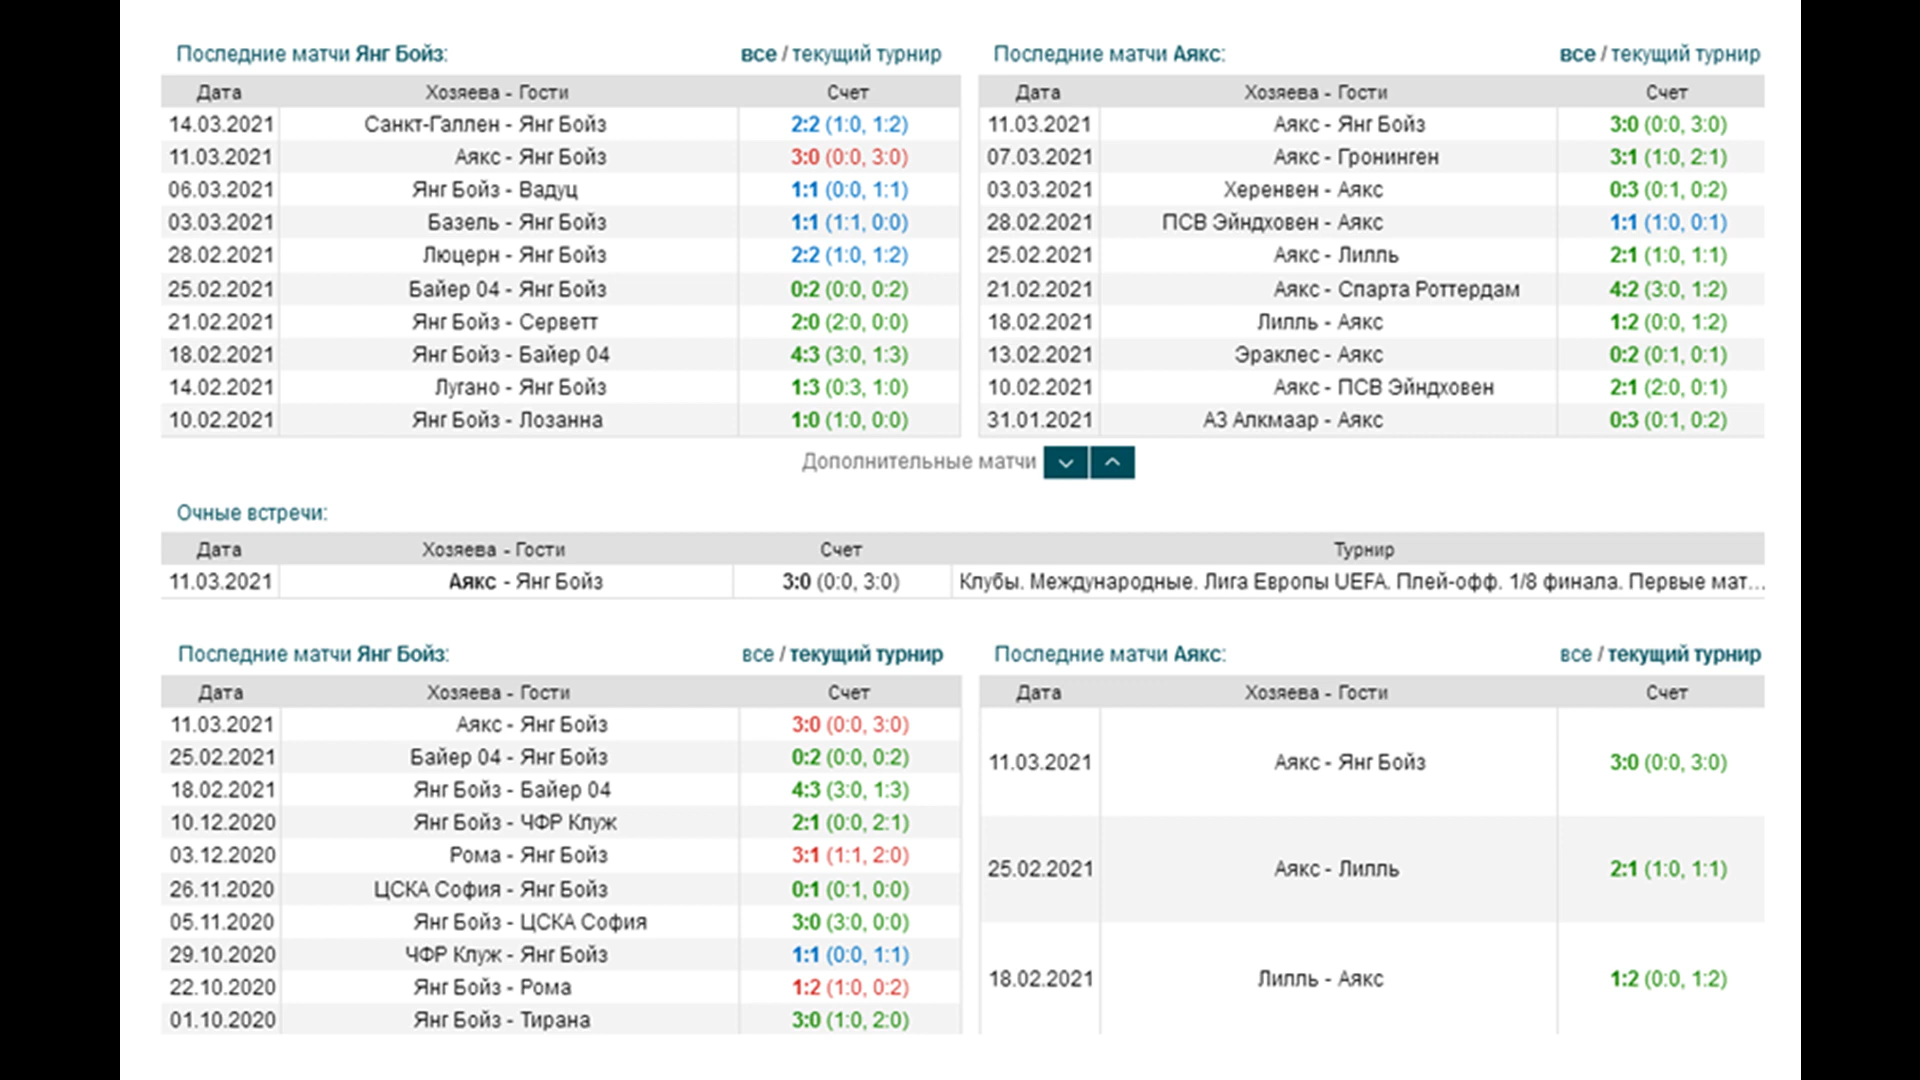 Последние матчи Янг Бойз: все / текущий турнир
Дата Хозяева - Гости Счет
14.03.2021 Санкт-Галлен - Янг Бойз 2:2 (1:0, 1:2)
11.03.2021 Аякс - Янг Бойз 3:0 (0:0, 3:0)
06.03.2021 Янг Бойз - Вадуц 1:1 (0:0, 1:1)
03.03.2021 Базель - Янг Бойз 1:1 (1:1, 0:0)
28.02.2021 Люцерн - Янг Бойз 2:2 (1:0, 1:2)
25.02.2021 Байер 04 - Янг Бойз 0:2 (0:0, 0:2)
21.02.2021 Янг Бойз - Серветт 2:0 (2:0, 0:0)
18.02.2021 Янг Бойз - Байер 04 4:3 (3:0, 1:3)
14.02.2021 Лугано - Янг Бойз 1:3 (0:3, 1:0)
10.02.2021 Янг Бойз - Лозанна 1:0 (1:0, 0:0)
Последние матчи Аякс: все / текущий турнир
Дата Хозяева - Гости Счет
11.03.2021 Аякс - Янг Бойз 3:0 (0:0, 3:0)
07.03.2021 Аякс - Гронинген 3:1 (1:0, 2:1)
03.03.2021 Херенвен - Аякс 0:3 (0:1, 0:2)
28.02.2021 ПСВ Эйндховен - Аякс 1:1 (1:0, 0:1)
25.02.2021 Аякс - Лилль 2:1 (1:0, 1:1)
21.02.2021 Аякс - Спарта Роттердам 4:2 (3:0, 1:2)
18.02.2021 Лилль - Аякс 1:2 (0:0, 1:2)
13.02.2021 Эраклес - Аякс 0:2 (0:1, 0:1)
10.02.2021 Аякс - ПСВ Эйндховен 2:1 (2:0, 0:1)
31.01.2021 АЗ Алкмаар - Аякс 0:3 (0:1, 0:2)
Дополнительные матчи
Очные встречи:
Дата Хозяева - Гости Счет Турнир
11.03.2021 Аякс - Янг Бойз 3:0 (0:0, 3:0) Клубы. Международные. Лига Европы UEFA. Плей-офф. 1/8 финала. Первые мат...
Последние матчи Янг Бойз: все / текущий турнир
Дата Хозяева - Гости Счет
11.03.2021 Аякс - Янг Бойз 3:0 (0:0, 3:0)
25.02.2021 Байер 04 - Янг Бойз 0:2 (0:0, 0:2)
18.02.2021 Янг Бойз - Байер 04 4:3 (3:0, 1:3)
10.12.2020 Янг Бойз - ЧФР Клуж 2:1 (0:0, 2:1)
03.12.2020 Рома - Янг Бойз 3:1 (1:1, 2:0)
26.11.2020 ЦСКА София - Янг Бойз 0:1 (0:1, 0:0)
05.11.2020 Янг Бойз - ЦСКА София 3:0 (3:0, 0:0)
29.10.2020 ЧФР Клуж - Янг Бойз 1:1 (0:0, 1:1)
22.10.2020 Янг Бойз - Рома 1:2 (1:0, 0:2)
01.10.2020 Янг Бойз - Тирана 3:0 (1:0, 2:0)
Последние матчи Аякс: все / текущий турнир
Дата Хозяева - Гости Счет
11.03.2021 Аякс - Янг Бойз 3:0 (0:0, 3:0)
25.02.2021 Аякс - Лилль 2:1 (1:0, 1:1)
18.02.2021 Лилль - Аякс 1:2 (0:0, 1:2)